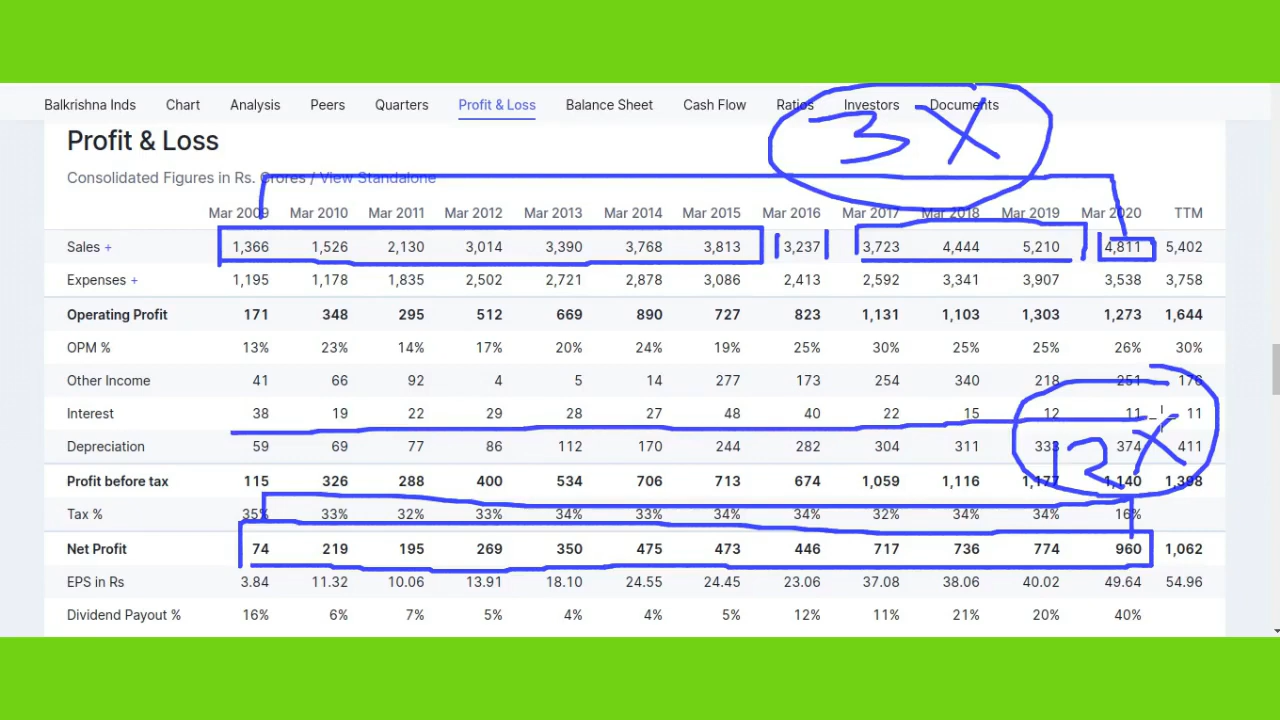 Balkrishna Inds Chart Analysis Peers Quarters Profit & Loss Balance Sheet Cash Flow Ratios Investors Documents
3X
Profit & Loss
Consolidated Figures in Rs. Crores / View Standalone
Mar 2009 Mar 2010 Mar 2011 Mar 2012 Mar 2013 Mar 2014 Mar 2015 Mar 2016 Mar 2017 Mar 2018 Mar 2019 Mar 2020 TTM
Sales + 1,366 1,526 2,130 3,014 3,390 3,768 3,813 3,237 3,723 4,444 5,210 4,811 5,402
Expenses + 1,195 1,178 1,835 2,502 2,721 2,878 3,086 2,413 2,592 3,341 3,907 3,538 3,758
Operating Profit 171 348 295 512 669 890 727 823 1,131 1,103 1,303 1,273 1,644
OPM % 13% 23% 14% 17% 20% 24% 19% 25% 30% 25% 25% 26% 30%
Other Income 41 66 92 4 5 14 277 173 254 340 218 251 176
Interest 38 19 22 29 28 27 48 40 22 15 12 11 11
Depreciation 59 69 77 86 112 170 244 282 304 311 333 374 411
12X
Profit before tax 115 326 288 400 534 706 713 674 1,059 1,116 1,177 1,140 1,398
Tax % 35% 33% 32% 33% 34% 33% 34% 34% 32% 34% 34% 16%
Net Profit 74 219 195 269 350 475 473 446 717 736 774 960 1,062
EPS in Rs 3.84 11.32 10.06 13.91 18.10 24.55 24.45 23.06 37.08 38.06 40.02 49.64 54.96
Dividend Payout % 16% 6% 7% 5% 4% 4% 5% 12% 11% 21% 20% 40%